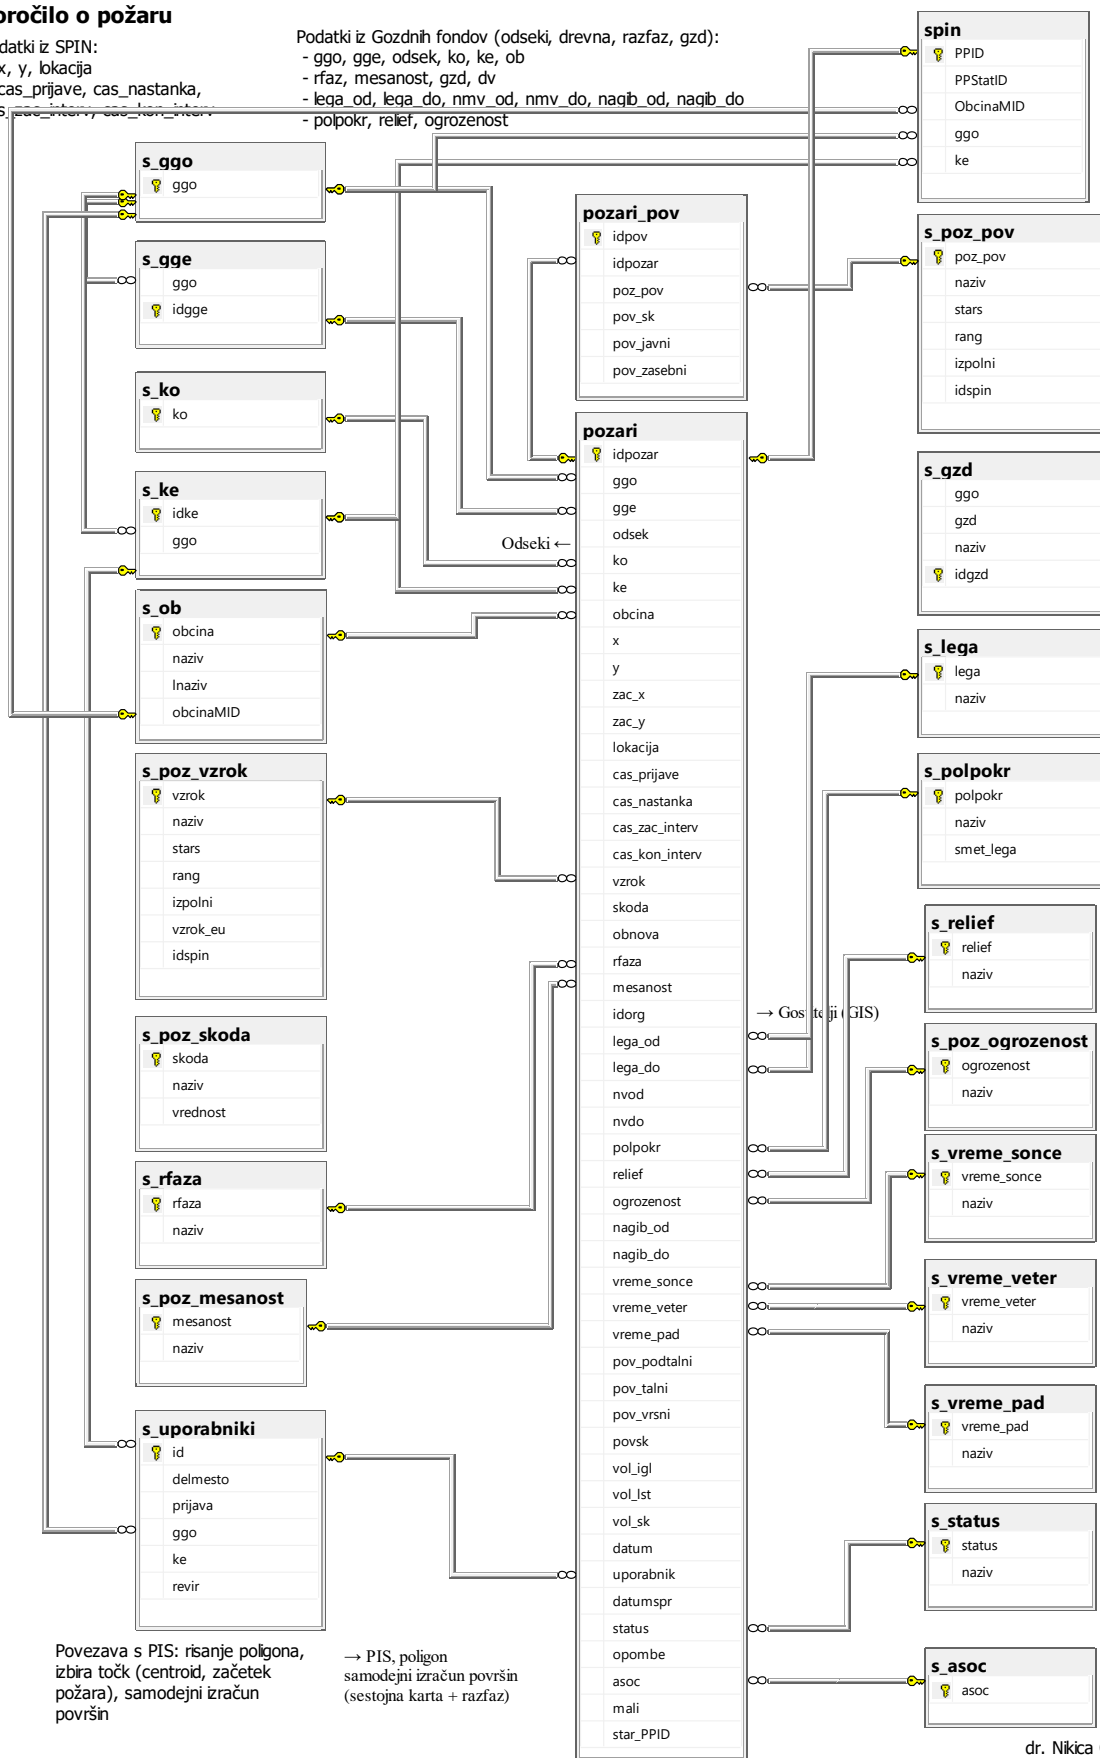 oročilo o požaru
datki iz SPIN:
x, y, lokacija
cas_prijave, cas_nastanka,
s_zac_interv, cas_kon_interv
Podatki iz Gozdnih fondov (odseki, drevna, razfaz, gzd):
- ggo, gge, odsek, ko, ke, ob
- rfaz, mesanost, gzd, dv
- lega_od, lega_do, nmv_od, nmv_do, nagib_od, nagib_do
- polpokr, relief, ogrozenost
s_ggo
ggo
s_gge
ggo
idgge
s_ko
ko
s_ke
idke
ggo
s_ob
obcina
naziv
lnaziv
obcinaMID
s_poz_vzrok
vzrok
naziv
stars
rang
izpolni
vzrok_eu
idspin
s_poz_skoda
skoda
naziv
vrednost
s_rfaza
rfaza
naziv
s_poz_mesanost
mesanost
naziv
s_uporabniki
id
delmesto
prijava
ggo
ke
revir
Povezava s PIS: risanje poligona,
izbira točk (centroid, začetek
požara), samodejni izračun
površin
→ PIS, poligon
samodejni izračun površin
(sestojna karta + razfaz)
Odseki ←
pozari_pov
idpov
idpozar
poz_pov
pov_sk
pov_javni
pov_zasebni
pozari
idpozar
ggo
gge
odsek
ko
ke
obcina
x
y
zac_x
zac_y
lokacija
cas_prijave
cas_nastanka
cas_zac_interv
cas_kon_interv
vzrok
skoda
obnova
rfaza
mesanost
idorg
lega_od
lega_do
nvod
nvdo
polpokr
relief
ogrozenost
nagib_od
nagib_do
vreme_sonce
vreme_veter
vreme_pad
pov_podtalni
pov_talni
pov_vrsni
povsk
vol_igl
vol_lst
vol_sk
datum
uporabnik
datumspr
status
opombe
asoc
mali
star_PPID
→ (GIS)
spin
PPID
PPStatID
ObcinaMID
ggo
ke
s_poz_pov
poz_pov
naziv
stars
rang
izpolni
idspin
s_gzd
ggo
gzd
naziv
idgzd
s_lega
lega
naziv
s_polpokr
polpokr
naziv
smet_lega
s_relief
relief
naziv
s_poz_ogrozenost
ogrozenost
naziv
s_vreme_sonce
vreme_sonce
naziv
s_vreme_veter
vreme_veter
naziv
s_vreme_pad
vreme_pad
naziv
s_status
status
naziv
s_asoc
asoc
dr. Nikica